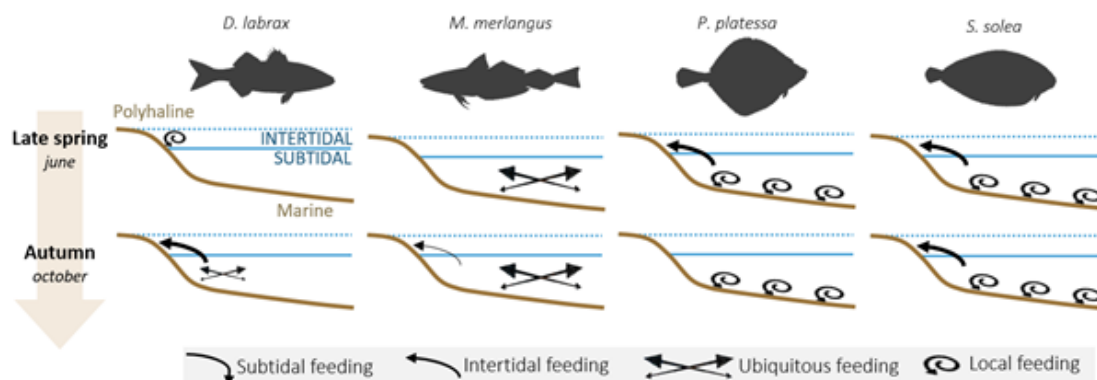 D. labrax
M. merlangus
P. platessa
S. solea
Polyhaline
Late spring
june
INTERTIDAL
SUBTIDAL
Marine
Autumn
october
Subtidal feeding
Intertidal feeding
Ubiquitous feeding
Local feeding